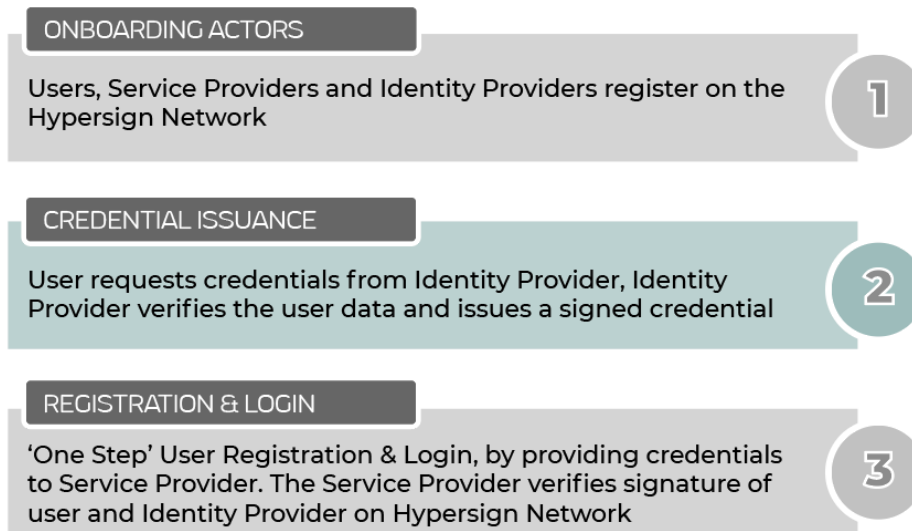 ONBOARDING ACTORS
Users, Service Providers and Identity Providers register on the
Hypersign Network
1
CREDENTIAL ISSUANCE
User requests credentials from Identity Provider, Identity
Provider verifies the user data and issues a signed credential
2
REGISTRATION & LOGIN
‘One Step’ User Registration & Login, by providing credentials
to Service Provider. The Service Provider verifies signature of
user and Identity Provider on Hypersign Network
3